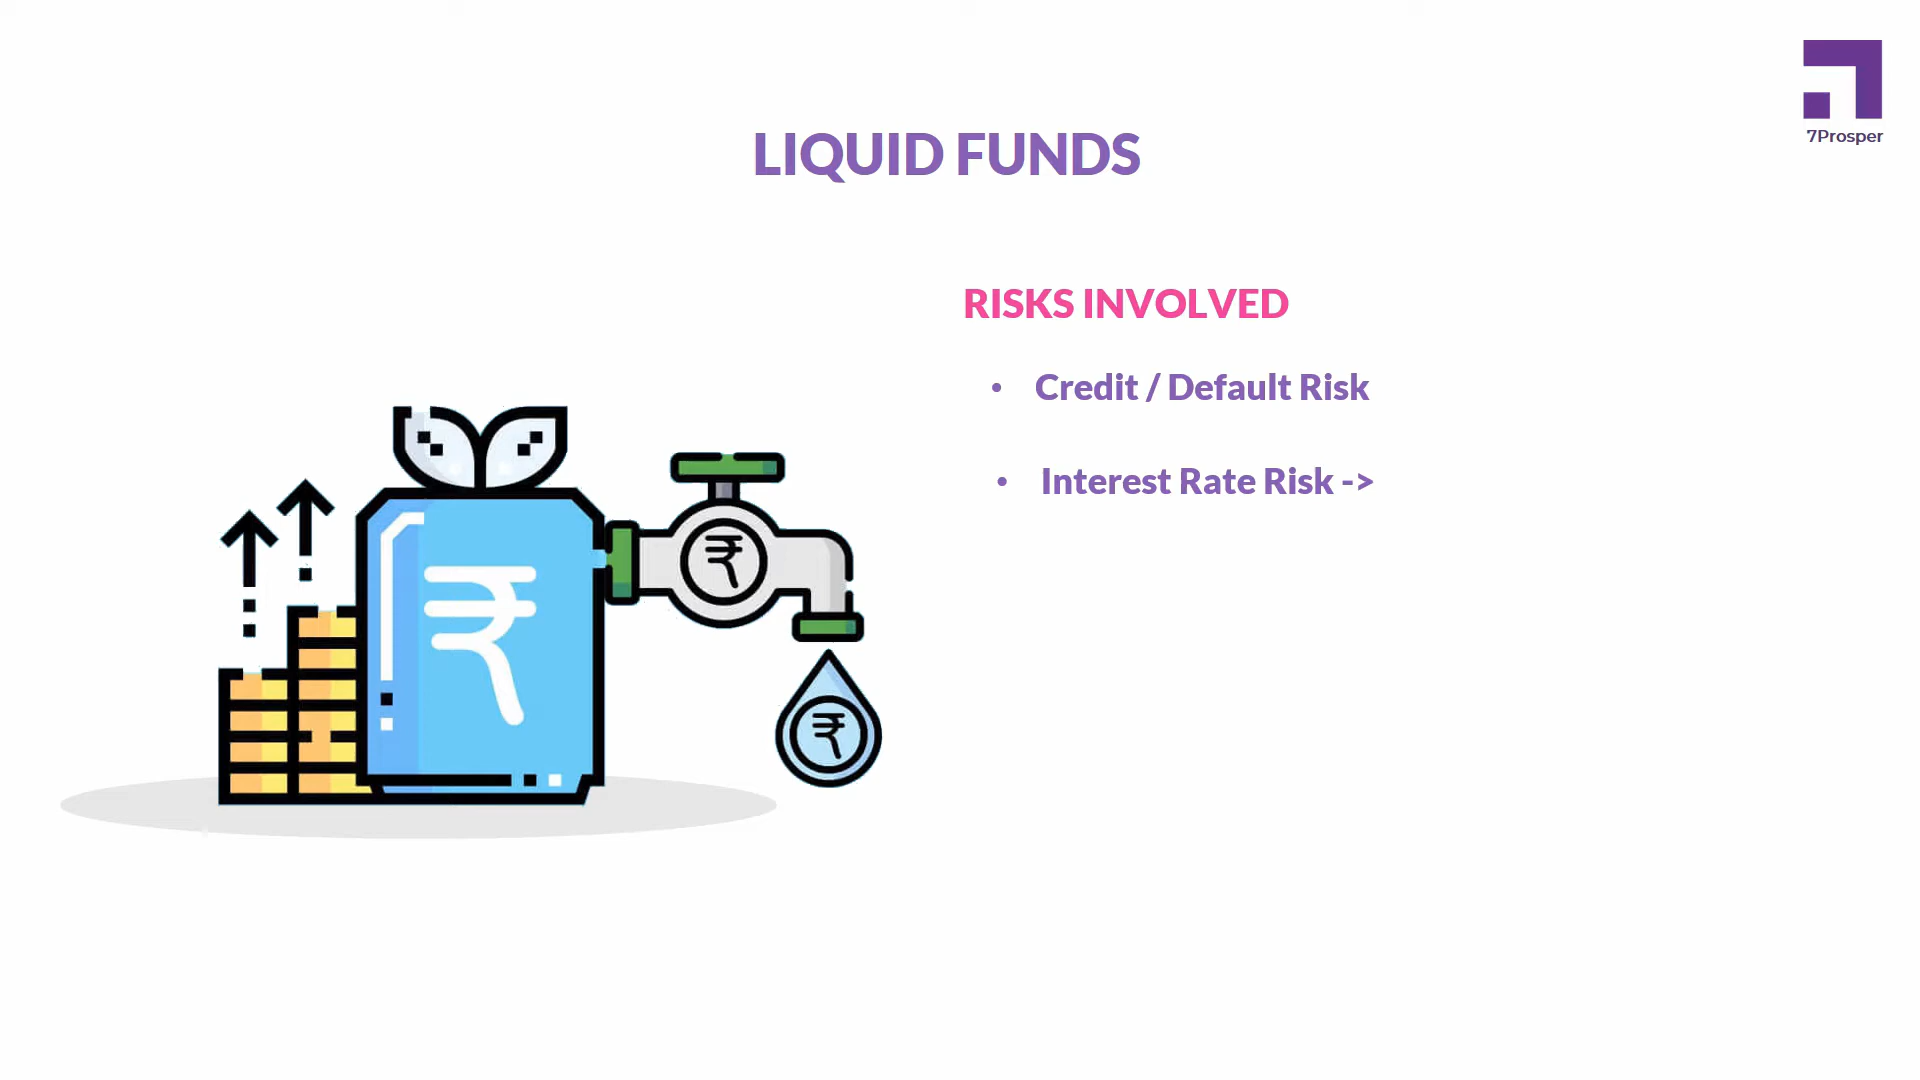 7Prosper
LIQUID FUNDS
RISKS INVOLVED
• Credit / Default Risk
• Interest Rate Risk ->
₹
₹
₹